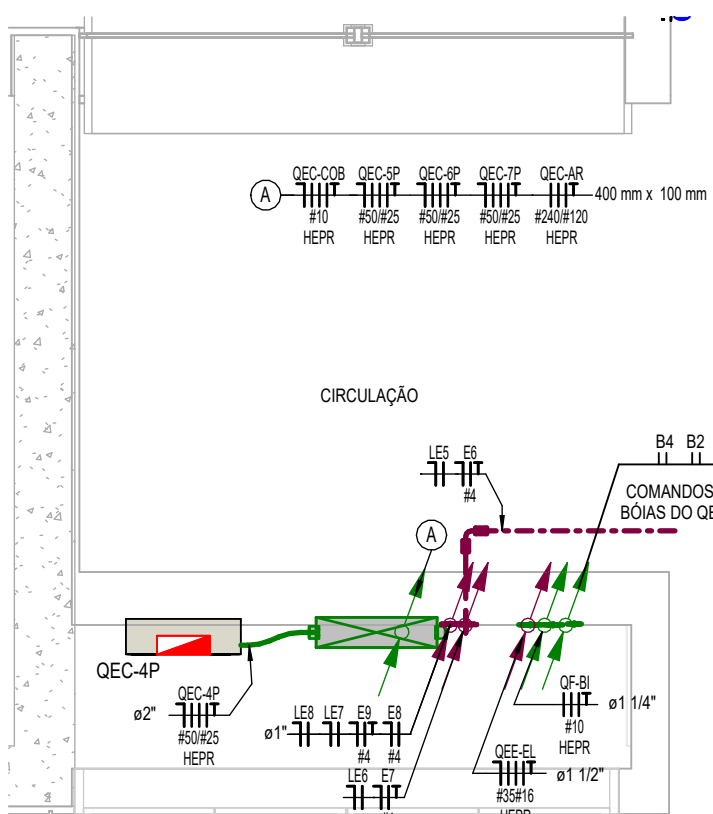 QEC-COB QEC-5P QEC-6P QEC-7P QEC-AR
A 400 mm x 100 mm
#10 #50/#25 #50/#25 #50/#25 #240/#120
HEPR HEPR HEPR HEPR HEPR
CIRCULAÇÃO
B4 B2
LE5 E6
#4
COMANDOS
BÓIAS DO QE
A
QEC-4P
QEC-4P
ø2"
#50/#25
HEPR
LE8 LE7 E9 E8
ø1"
#4 #4
QF-BI
ø1 1/4"
#10
HEPR
QEE-EL
ø1 1/2"
#35#16
HEPR
LE6 E7